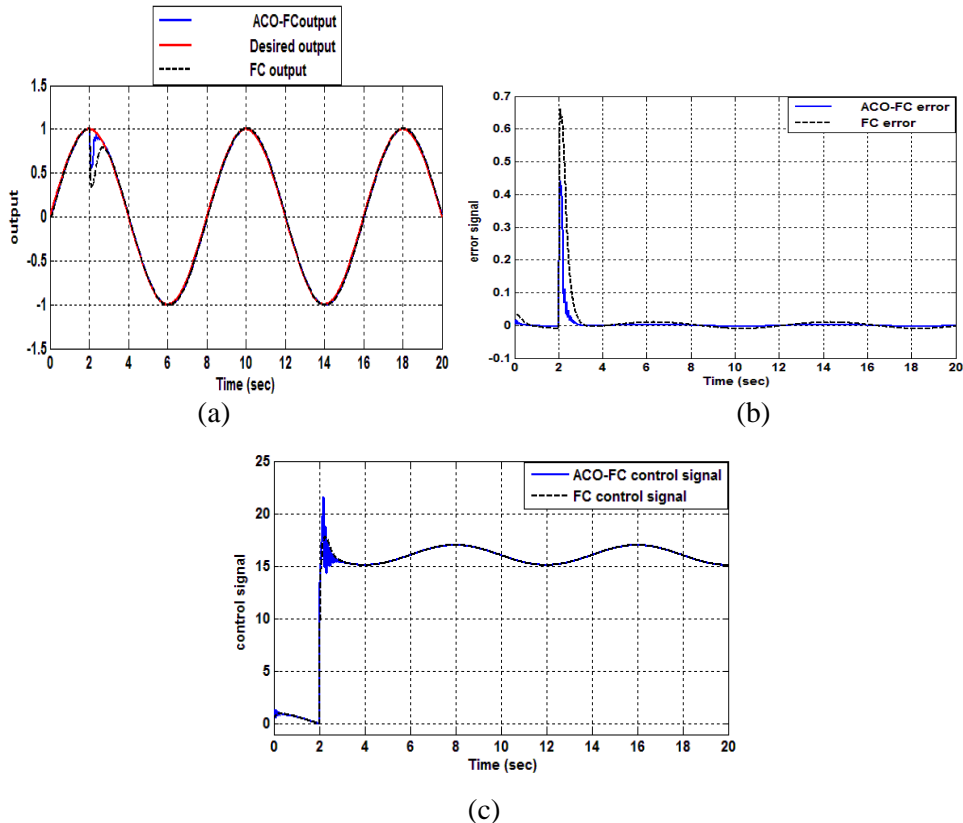 ACO-FCoutput
Desired output
FC output
1.5
1
0.5
0
-0.5
-1
-1.5
output
0 2 4 6 8 10 12 14 16 18 20
Time (sec)
(a)
ACO-FC error
FC error
0.7
0.6
0.5
0.4
0.3
0.2
0.1
0
-0.1
error signal
0 2 4 6 8 10 12 14 16 18 20
Time (sec)
(b)
ACO-FC control signal
FC control signal
25
20
15
10
5
0
control signal
0 2 4 6 8 10 12 14 16 18 20
Time (sec)
(c)